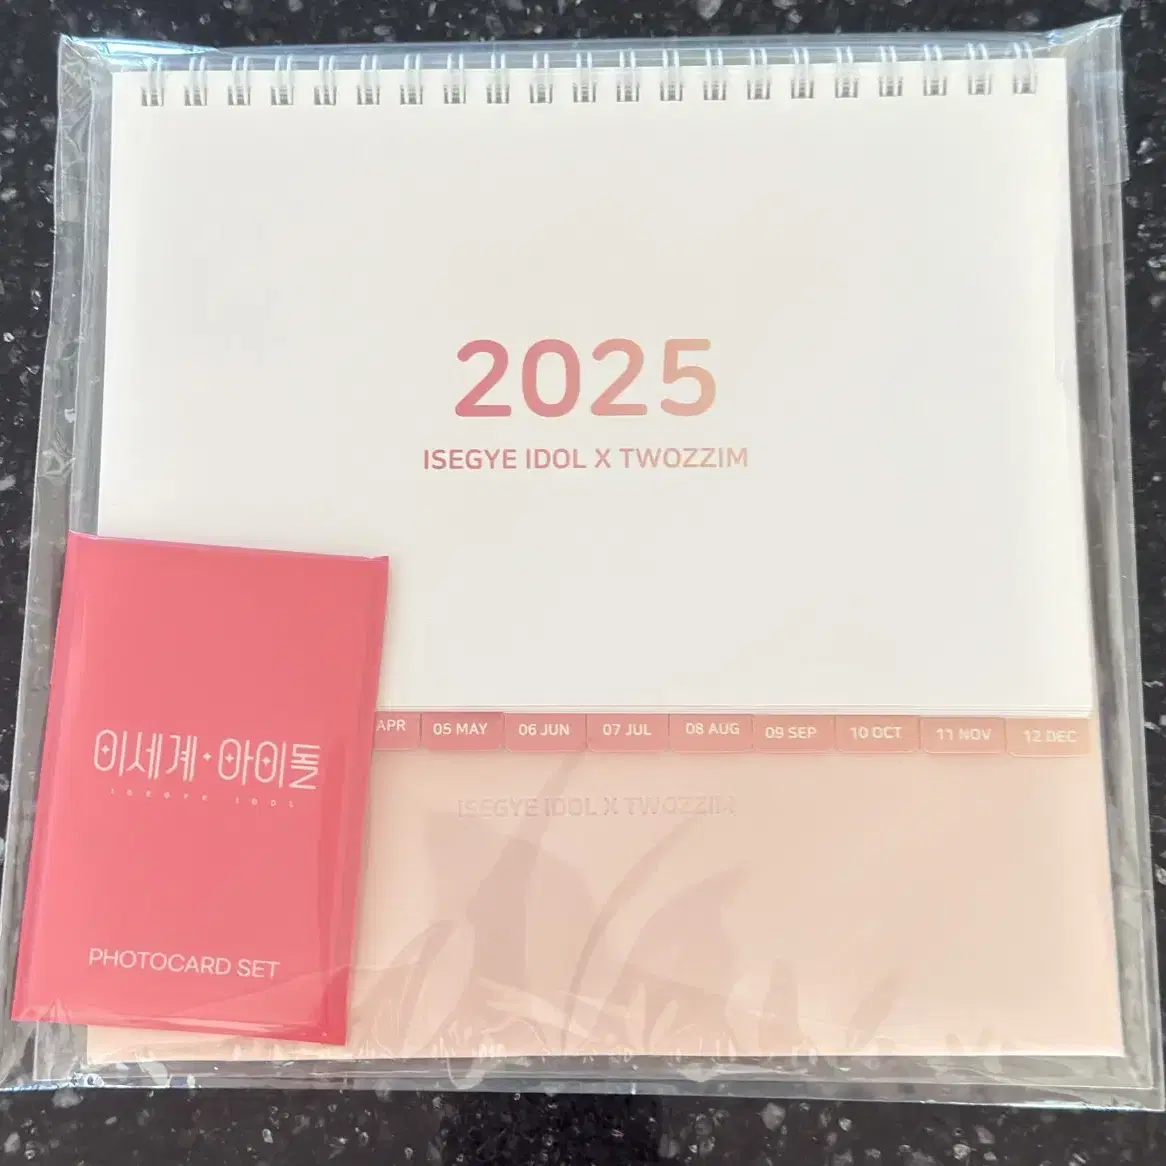 2025
ISEGYE IDOL X TWOZZIM
APR
05 MAY
06 JUN
07 JUL
08 AUG
09 SEP
10 OCT
11 NOV
12 DEC
이세계 아이돌
ISEGYE IDOL
ISEGYE IDOL X TWOZZIM
PHOTOCARD SET